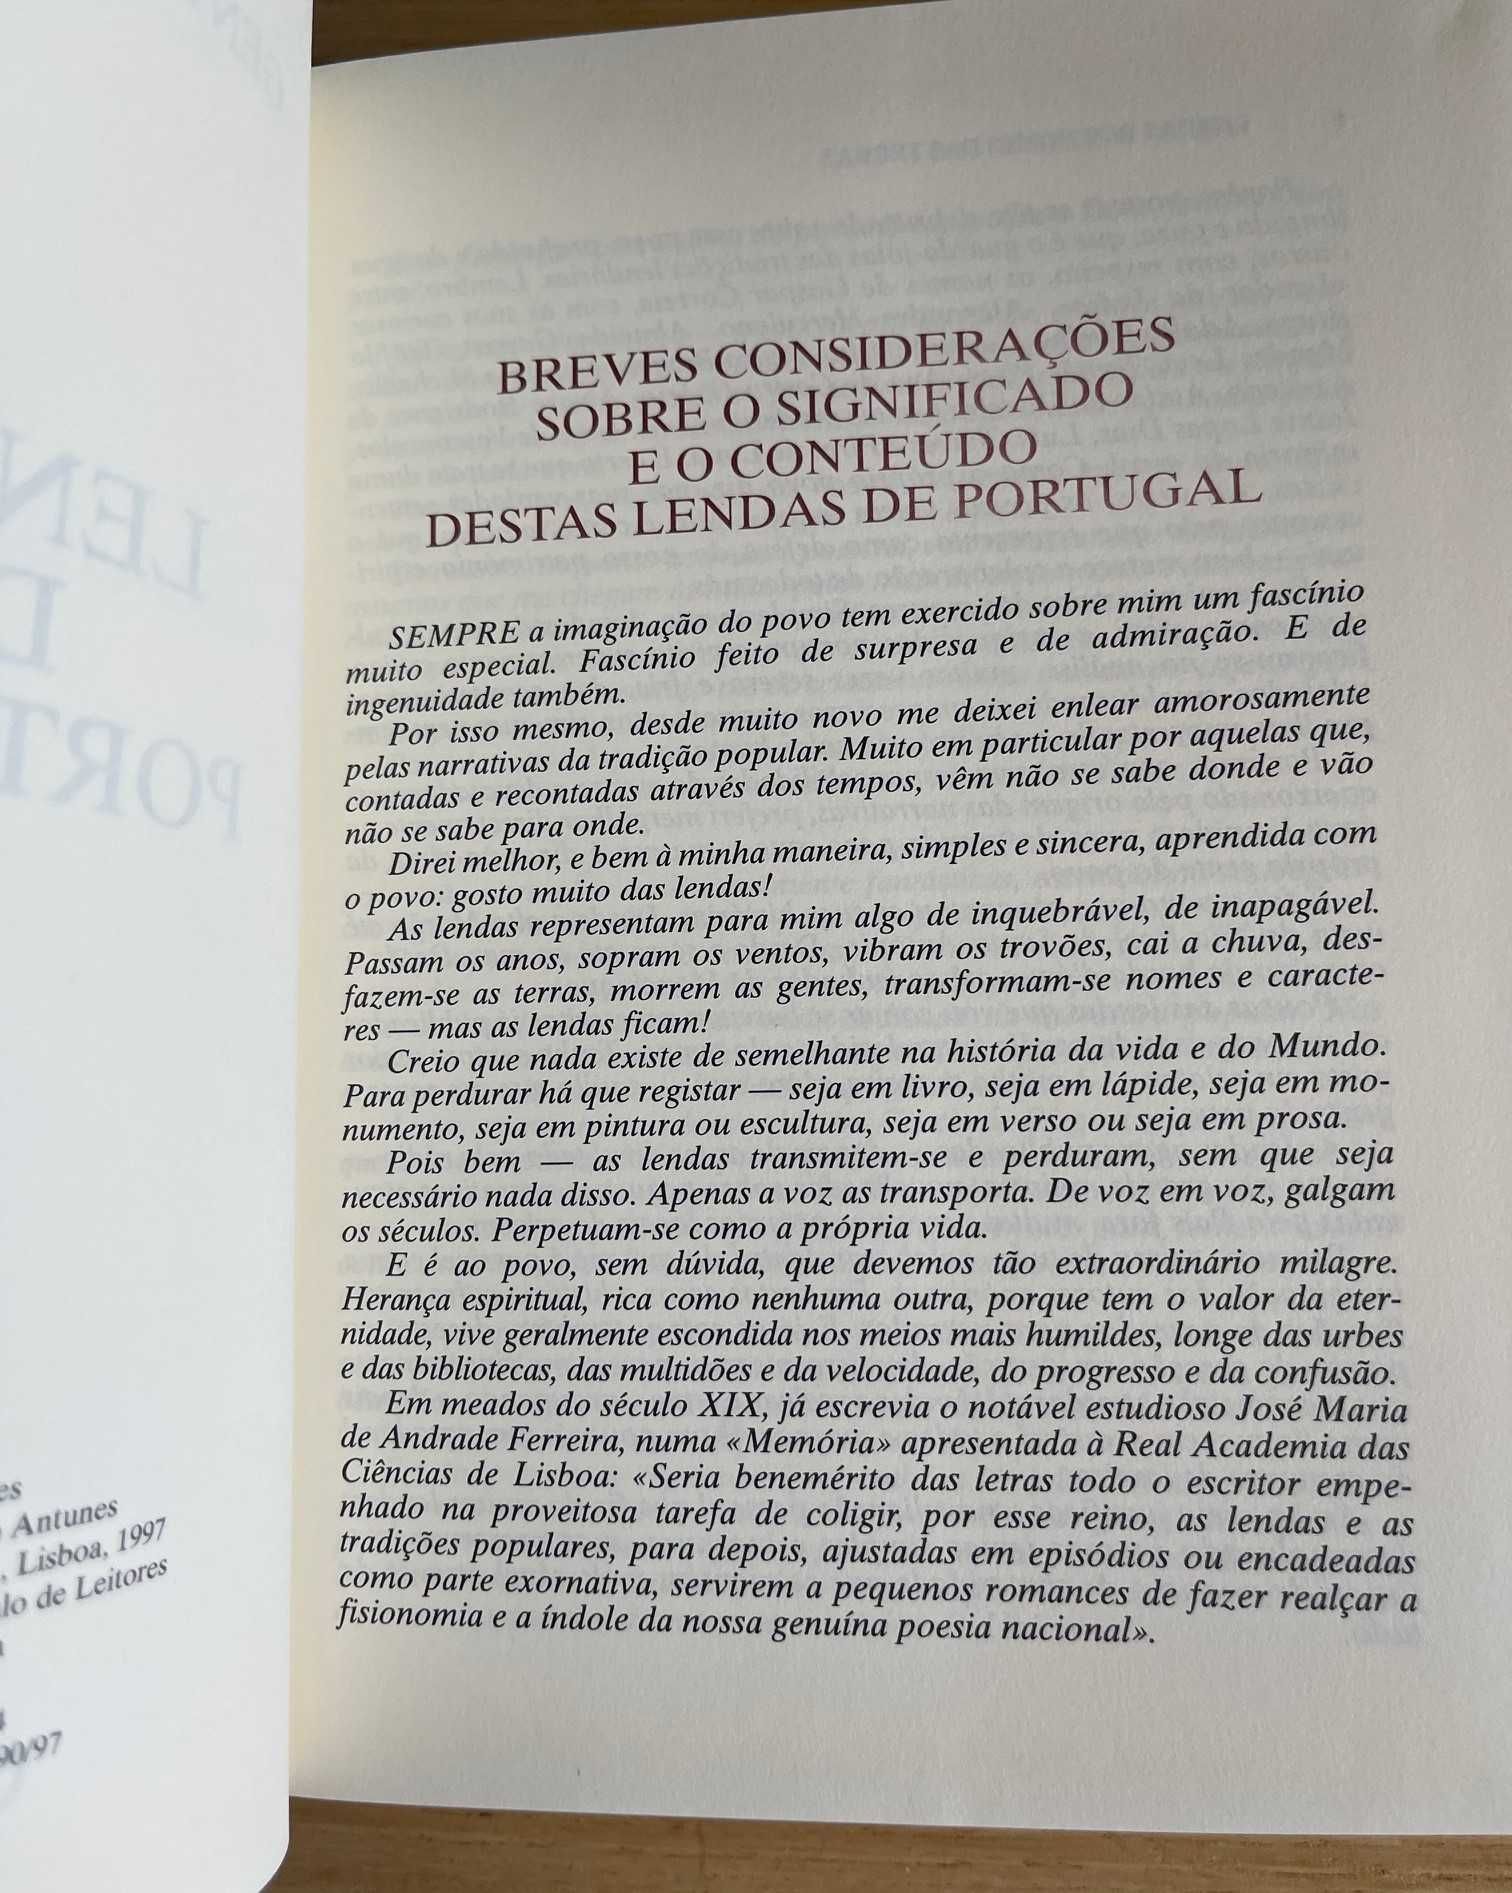 LEN
D
PORT
es
Antunes
, Lisboa, 1997
lo de Leitores
90/97
BREVES CONSIDERAÇÕES
SOBRE O SIGNIFICADO
E O CONTEÚDO
DESTAS LENDAS DE PORTUGAL
SEMPRE a imaginação do povo tem exercido sobre mim um fascínio
muito especial. Fascínio feito de surpresa e de admiração. E de
ingenuidade também.
Por isso mesmo, desde muito novo me deixei enlear amorosamente
pelas narrativas da tradição popular. Muito em particular por aquelas que,
contadas e recontadas através dos tempos, vêm não se sabe donde e vão
não se sabe para onde.
Direi melhor, e bem à minha maneira, simples e sincera, aprendida com
o povo: gosto muito das lendas!
As lendas representam para mim algo de inquebrável, de inapagável.
Passam os anos, sopram os ventos, vibram os trovões, cai a chuva, des-
fazem-se as terras, morrem as gentes, transformam-se nomes e caracte-
res — mas as lendas ficam!
Creio que nada existe de semelhante na história da vida e do Mundo.
Para perdurar há que registar — seja em livro, seja em lápide, seja em mo-
numento, seja em pintura ou escultura, seja em verso ou seja em prosa.
Pois bem — as lendas transmitem-se e perduram, sem que seja
necessário nada disso. Apenas a voz as transporta. De voz em voz, galgam
os séculos. Perpetuam-se como a própria vida.
E é ao povo, sem dúvida, que devemos tão extraordinário milagre.
Herança espiritual, rica como nenhuma outra, porque tem o valor da eter-
nidade, vive geralmente escondida nos meios mais humildes, longe das urbes
e das bibliotecas, das multidões e da velocidade, do progresso e da confusão.
Em meados do século XIX, já escrevia o notável estudioso José Maria
de Andrade Ferreira, numa «Memória» apresentada à Real Academia das
Ciências de Lisboa: «Seria benemérito das letras todo o escritor empe-
nhado na proveitosa tarefa de coligir, por esse reino, as lendas e as
tradições populares, para depois, ajustadas em episódios ou encadeadas
como parte exornativa, servirem a pequenos romances de fazer realçar a
fisionomia e a índole da nossa genuína poesia nacional».